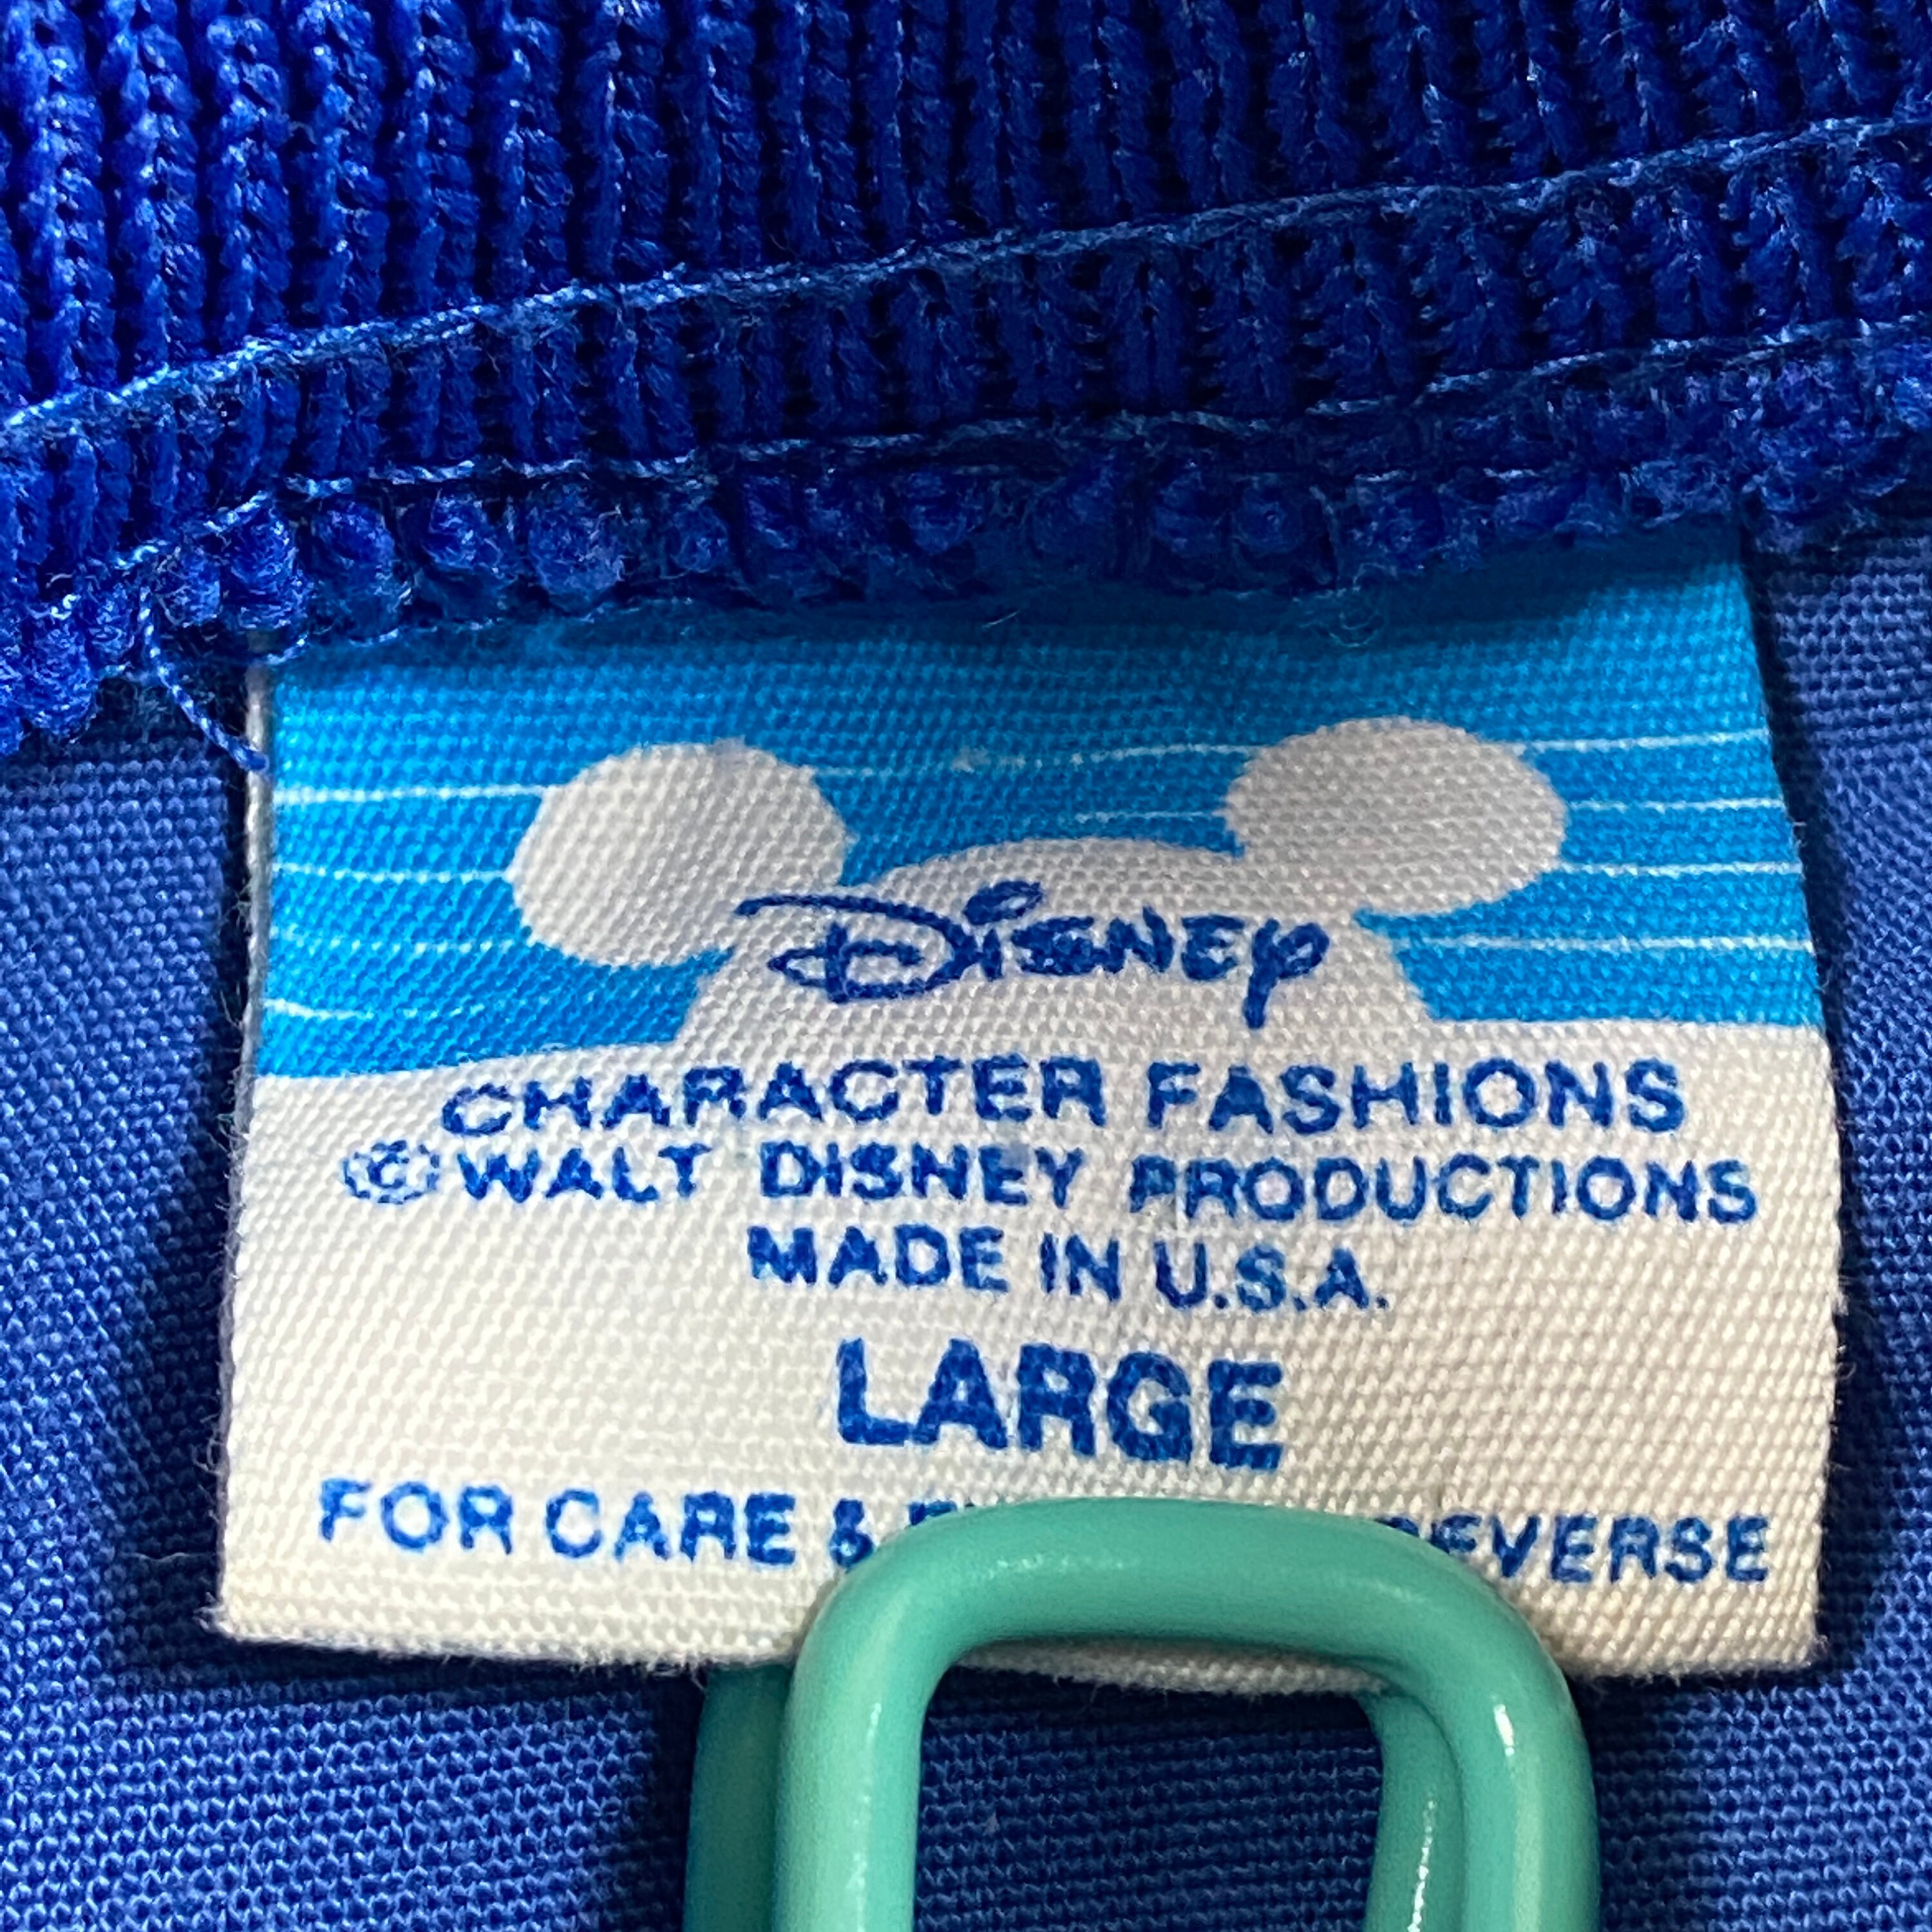 Disney
CHARACTER FASHIONS
©WALT DISNEY PRODUCTIONS
MADE IN U.S.A.
LARGE
FOR CARE &